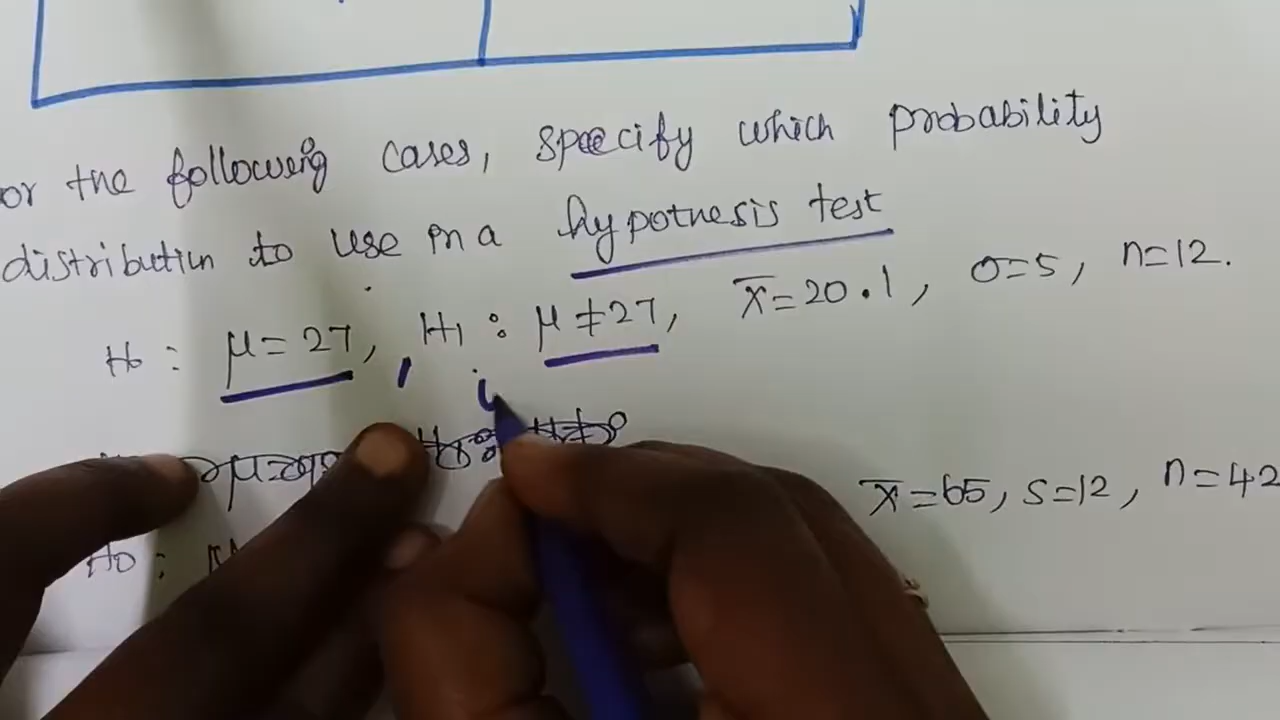 or the following cases, specify which probability
distribution to use in a hypothesis test
H₀ : μ = 27, H₁ : μ ≠ 27, x̄ = 20.1, σ=5, n=12.
x̄ = 65, s=12, n=42
H₀ :